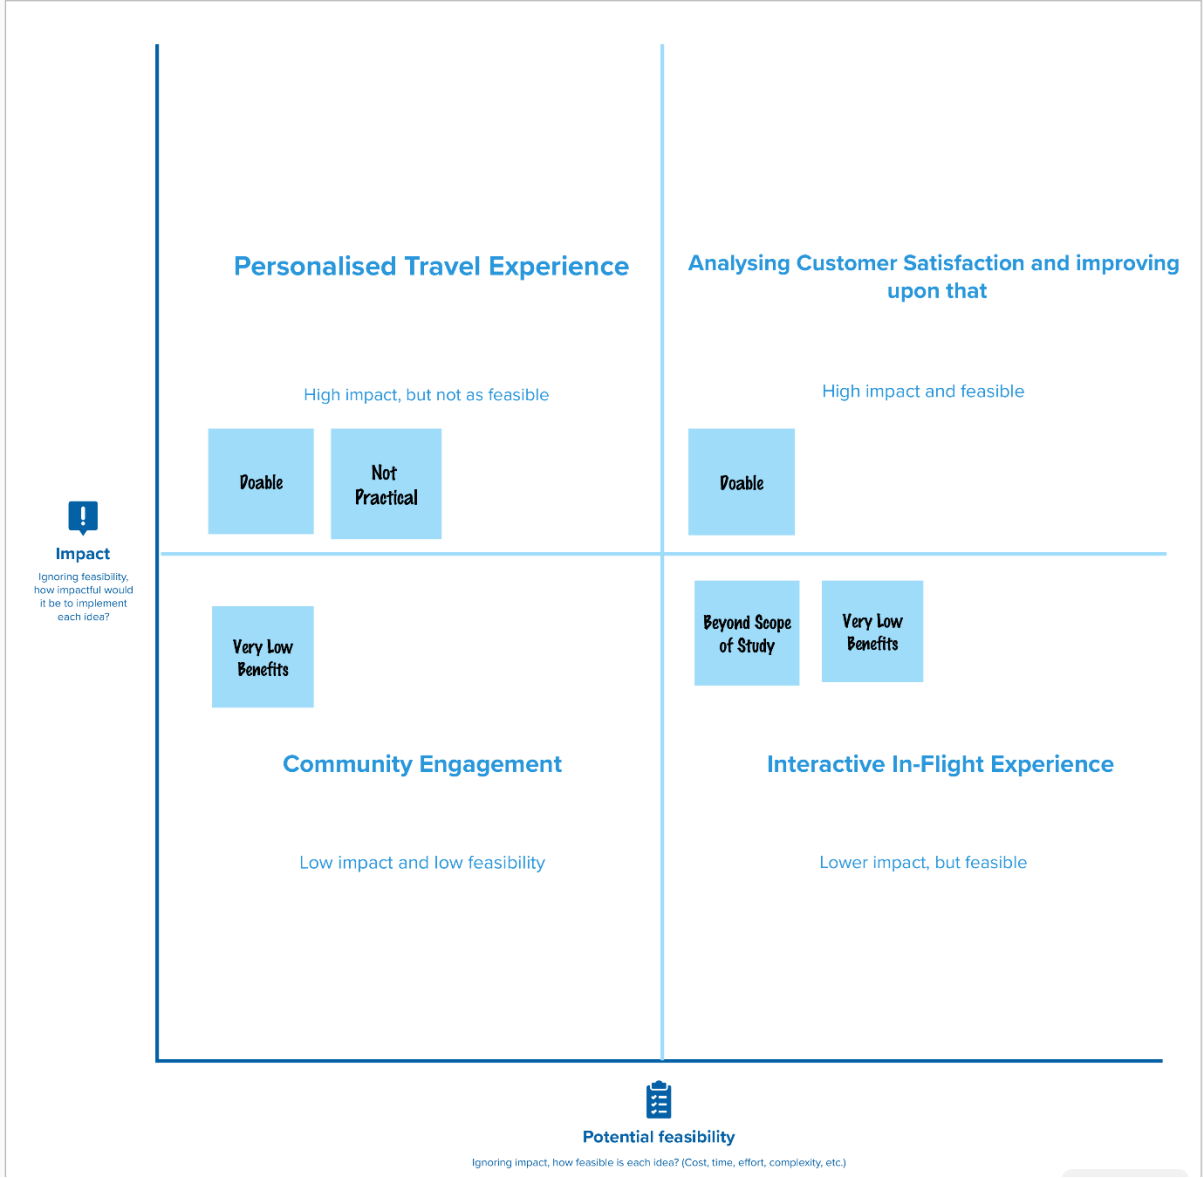 Personalised Travel Experience
Analysing Customer Satisfaction and improving
upon that
High impact, but not as feasible
High impact and feasible
Doable
Not
Practical
Doable
!
Impact
Ignoring feasibility,
how impactful would
it be to implement
each idea?
Very Low
Benefits
Beyond Scope
of Study
Very Low
Benefits
Community Engagement
Interactive In-Flight Experience
Low impact and low feasibility
Lower impact, but feasible
Potential feasibility
Ignoring impact, how feasible is each idea? (Cost, time, effort, complexity, etc.)